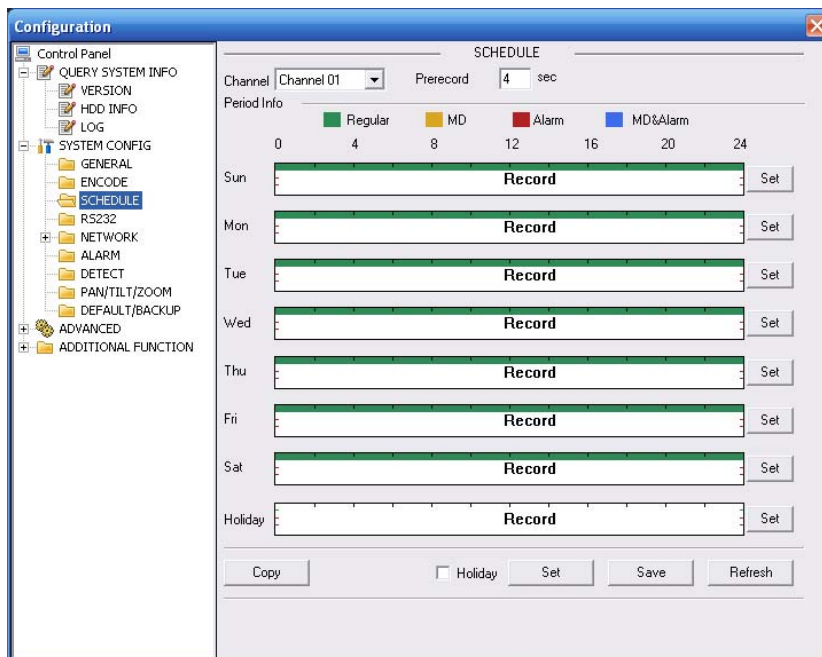 Configuration
Control Panel
QUERY SYSTEM INFO
VERSION
HDD INFO
LOG
SYSTEM CONFIG
GENERAL
ENCODE
SCHEDULE
RS232
NETWORK
ALARM
DETECT
PAN/TILT/ZOOM
DEFAULT/BACKUP
ADVANCED
ADDITIONAL FUNCTION
SCHEDULE
Channel Channel 01 Prerecord 4 sec
Period Info
Regular MD Alarm MD&Alarm
0 4 8 12 16 20 24
Sun Record Set
Mon Record Set
Tue Record Set
Wed Record Set
Thu Record Set
Fri Record Set
Sat Record Set
Holiday Record Set
Copy Holiday Set Save Refresh